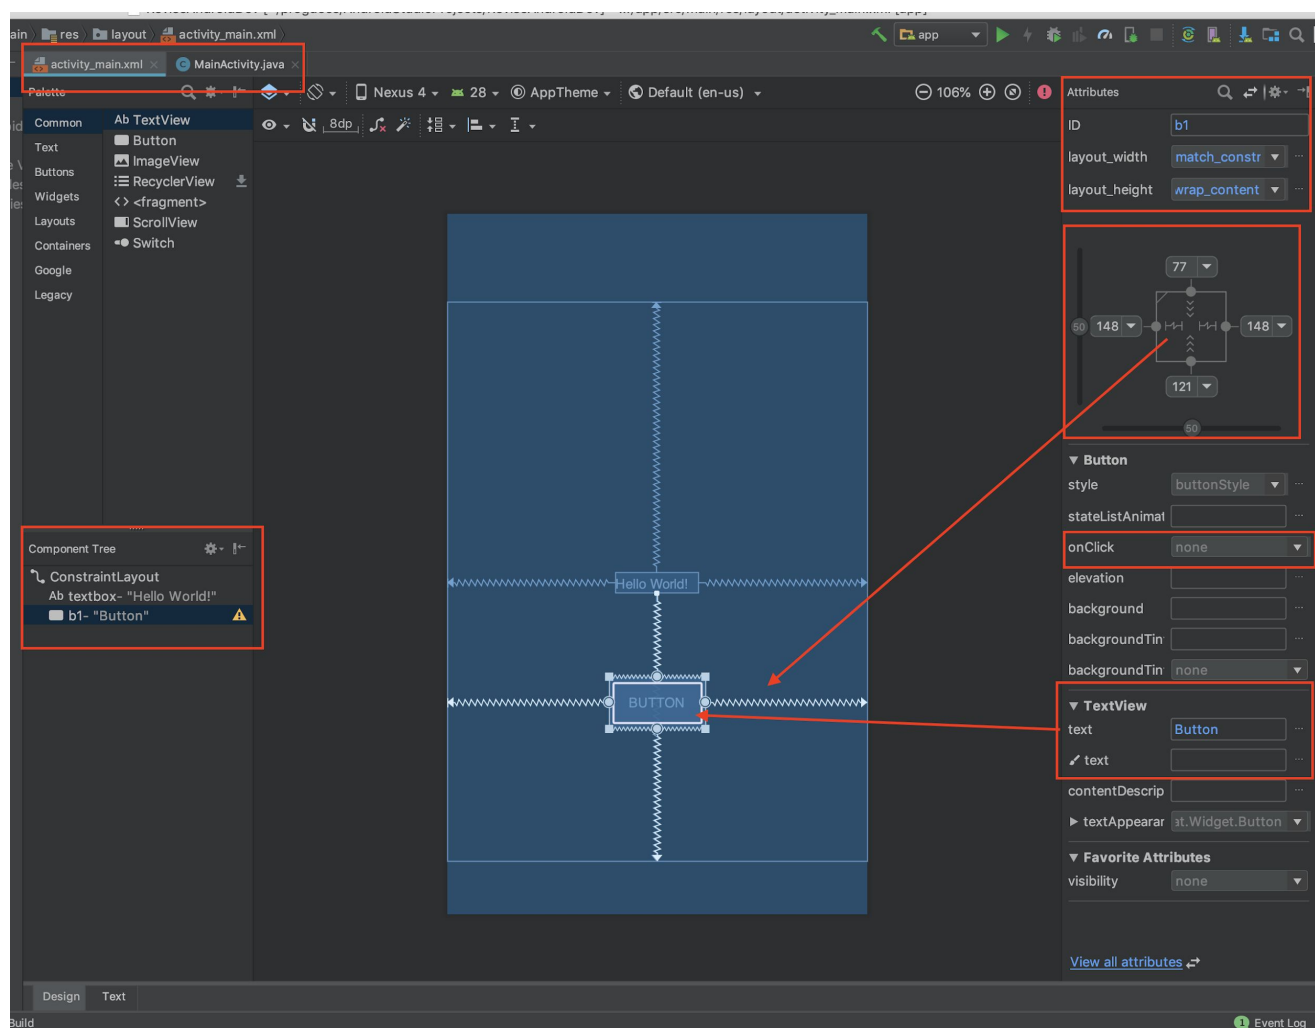 res layout activity_main.xml app
activity_main.xml MainActivity.java
Palette Nexus 4 28 AppTheme Default (en-us) 106% Attributes
8dp
Common
Text
Buttons
Widgets
Layouts
Containers
Google
Legacy
Ab TextView
Button
ImageView
RecyclerView
<> <fragment>
ScrollView
Switch
Component Tree
ConstraintLayout
Ab textbox- "Hello World!"
b1- "Button"
Hello World!
BUTTON
ID b1
layout_width match_constr
layout_height wrap_content
77
50 148 148
121
50
Button
style buttonStyle
stateListAnimat
onClick none
elevation
background
backgroundTin
backgroundTin none
TextView
text Button
text
contentDescrip
textAppearar at.Widget.Button
Favorite Attributes
visibility none
View all attributes
Design Text
Build 1 Event Log